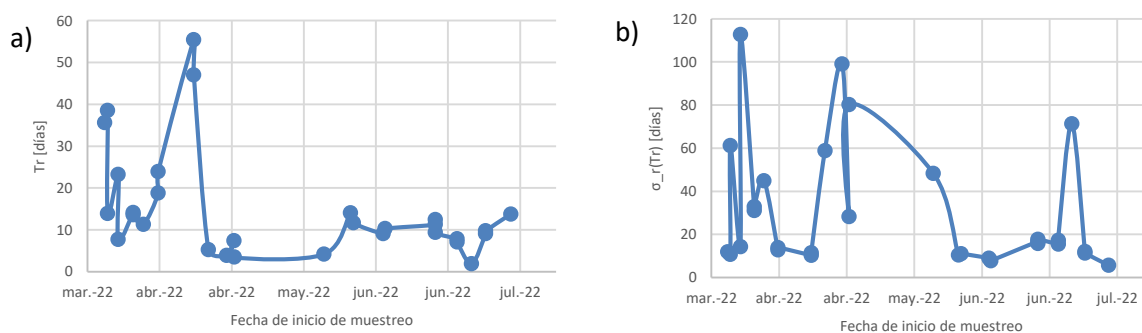 a)
60
50
40
30
20
10
0
Tr [días]
mar.-22 abr.-22 abr.-22 may.-22 jun.-22 jun.-22 jul.-22
Fecha de inicio de muestreo
b)
120
100
80
60
40
20
0
σ_r(Tr) [días]
mar.-22 abr.-22 abr.-22 may.-22 jun.-22 jun.-22 jul.-22
Fecha de inicio de muestreo